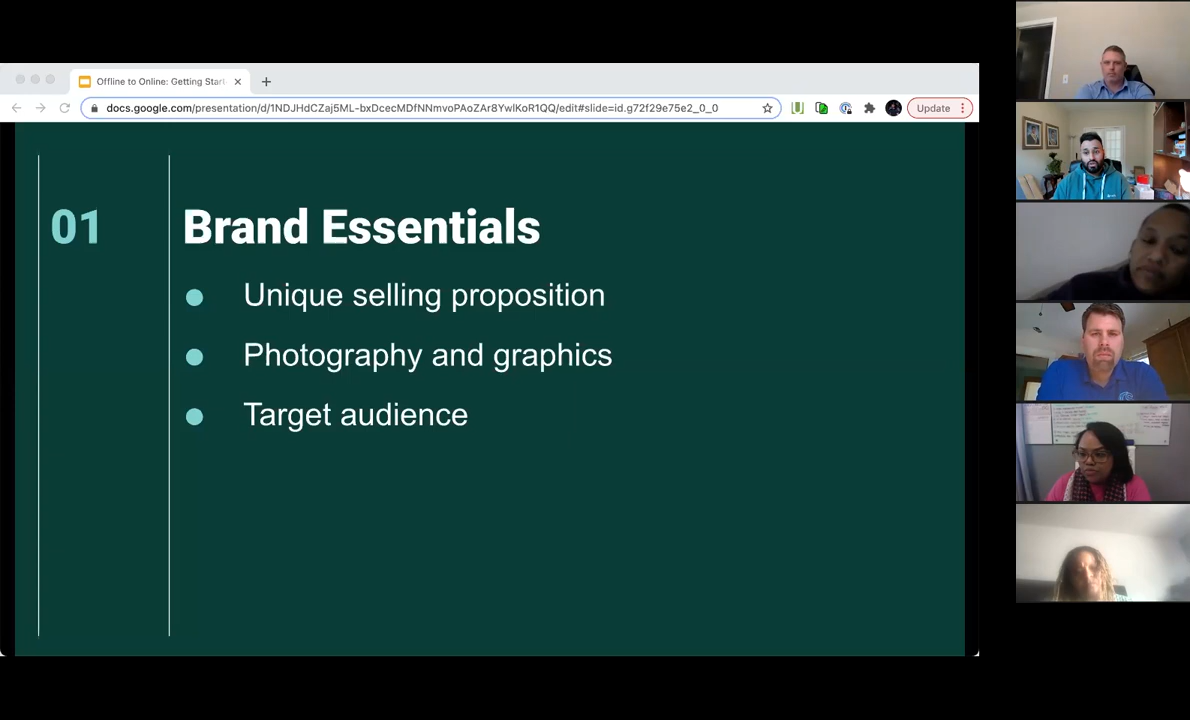 Offline to Online: Getting Start
docs.google.com/presentation/d/1NDJHdCZaj5ML-bxDcecMDfNNmvoPAoZAr8YwlKoR1QQ/edit#slide=id.g72f29e75e2_0_0
Update
01
Brand Essentials
Unique selling proposition
Photography and graphics
Target audience